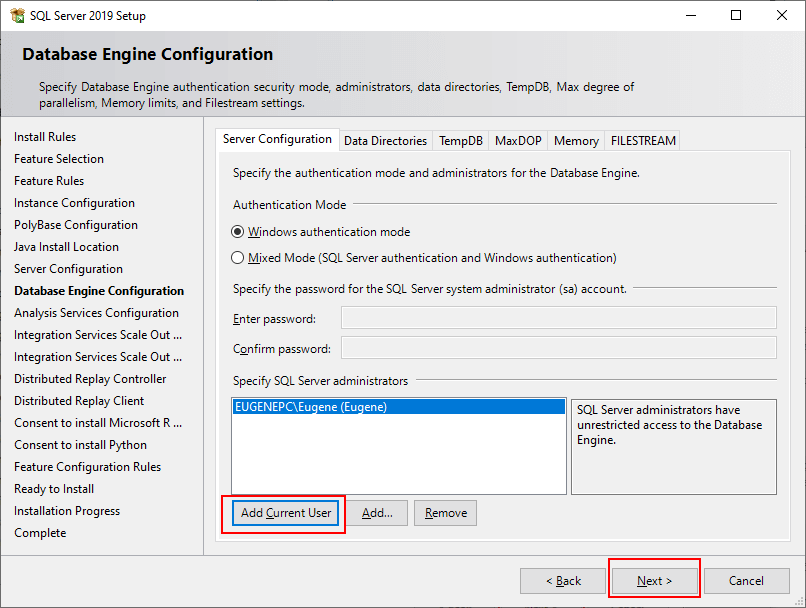 SQL Server 2019 Setup
Database Engine Configuration
Specify Database Engine authentication security mode, administrators, data directories, TempDB, Max degree of
parallelism, Memory limits, and Filestream settings.
Install Rules
Feature Selection
Feature Rules
Instance Configuration
PolyBase Configuration
Java Install Location
Server Configuration
Database Engine Configuration
Analysis Services Configuration
Integration Services Scale Out ...
Integration Services Scale Out ...
Distributed Replay Controller
Distributed Replay Client
Consent to install Microsoft R ...
Consent to install Python
Feature Configuration Rules
Ready to Install
Installation Progress
Complete
Server Configuration Data Directories TempDB MaxDOP Memory FILESTREAM
Specify the authentication mode and administrators for the Database Engine.
Authentication Mode
Windows authentication mode
Mixed Mode (SQL Server authentication and Windows authentication)
Specify the password for the SQL Server system administrator (sa) account.
Enter password:
Confirm password:
Specify SQL Server administrators
EUGENEPC\Eugene (Eugene)
SQL Server administrators have
unrestricted access to the Database
Engine.
Add Current User Add... Remove
< Back Next > Cancel